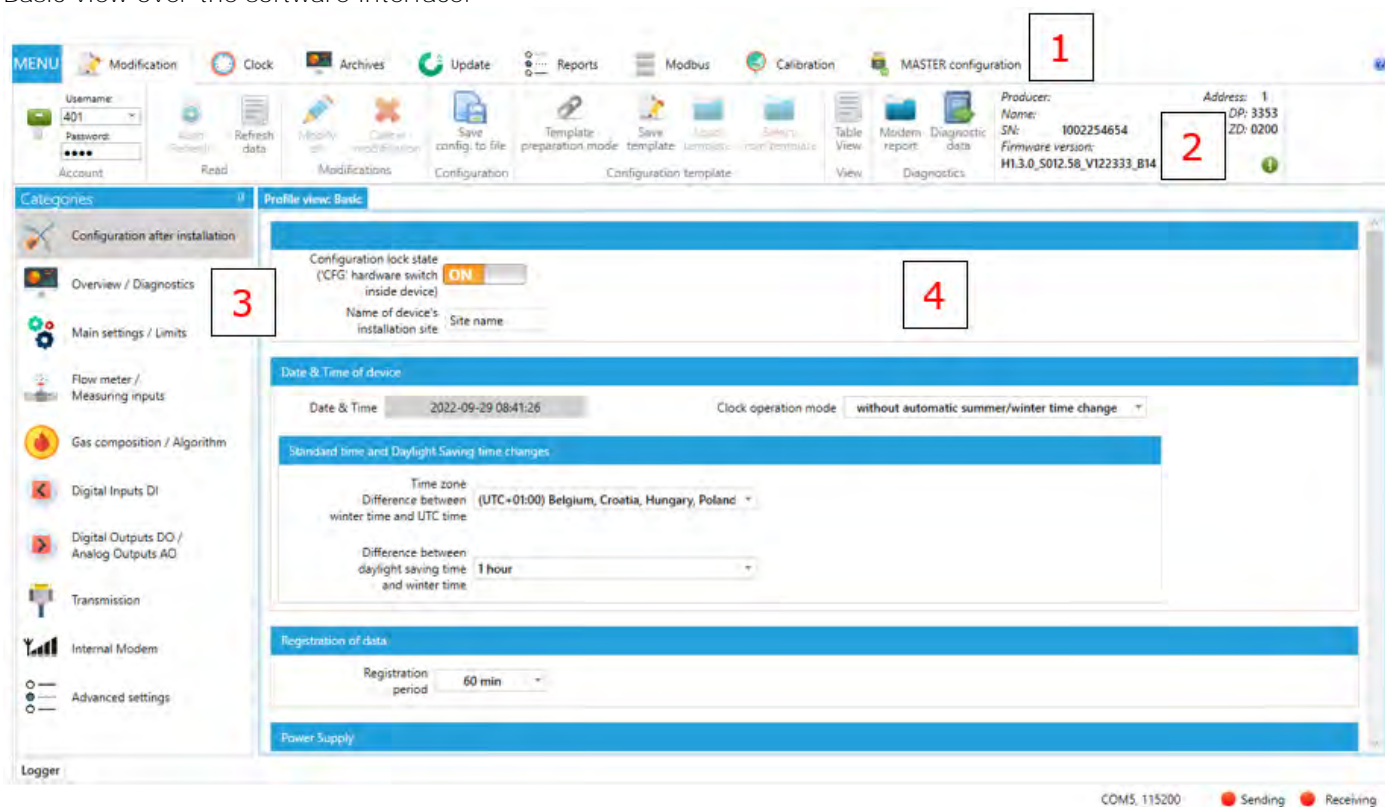 Basic view over the software interface.
MENU Modification Clock Archives Update Reports Modbus Calibration MASTER configuration 1
Username:
401
Password:
••••
Account
Auto Refresh
Refresh data
Read
Modify all
Cancel modification
Modifications
Save config. to file
Configuration
Template preparation mode
Save template
template
template
Configuration template
Table View
View
Modem report
Diagnostic data
Diagnostics
Producer:
Name:
SN: 1002254654
Firmware version:
H1.3.0_S012.58_V122333_B14
Address: 1
DP: 3353
ZD: 0200
2
Categories
Configuration after installation
Overview / Diagnostics
3
Main settings / Limits
Flow meter /
Measuring inputs
Gas composition / Algorithm
Digital Inputs DI
Digital Outputs DO /
Analog Outputs AO
Transmission
Internal Modem
Advanced settings
Profile view: Basic
Configuration lock state
('CFG' hardware switch
inside device)
ON
4
Name of device's
installation site
Site name
Date & Time of device
Date & Time 2022-09-29 08:41:26 Clock operation mode without automatic summer/winter time change
Standard time and Daylight Saving time changes
Time zone
Difference between
winter time and UTC time
(UTC+01:00) Belgium, Croatia, Hungary, Poland
Difference between
daylight saving time
and winter time
1 hour
Registration of data
Registration
period
60 min
Power Supply
Logger
COM5, 115200 Sending Receiving